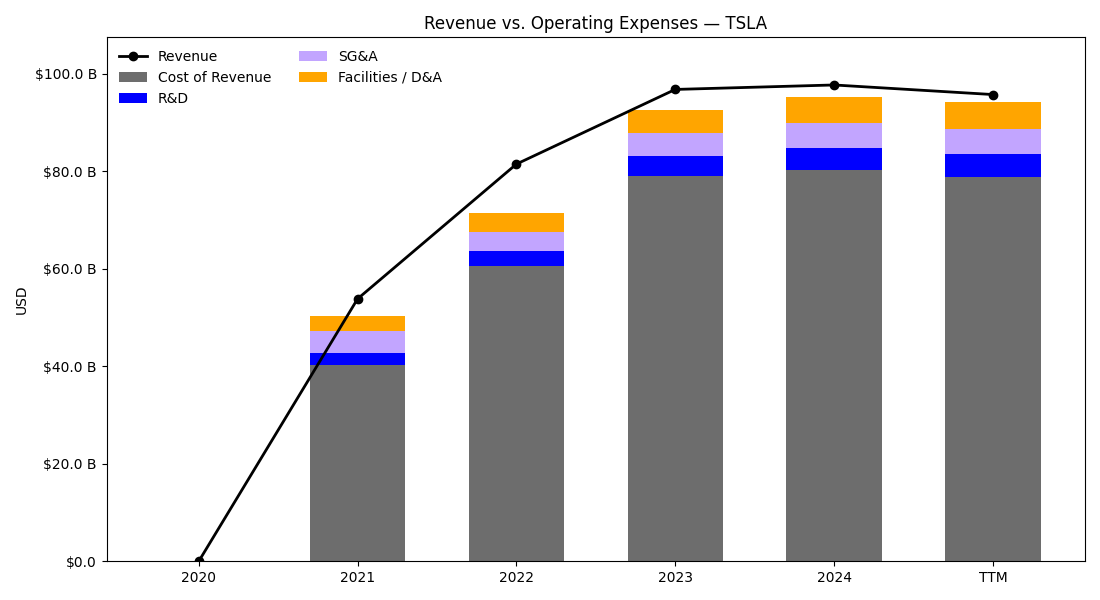 Revenue vs. Operating Expenses — TSLA
Revenue
Cost of Revenue
R&D
SG&A
Facilities / D&A
USD
$100.0 B
$80.0 B
$60.0 B
$40.0 B
$20.0 B
$0.0
2020
2021
2022
2023
2024
TTM